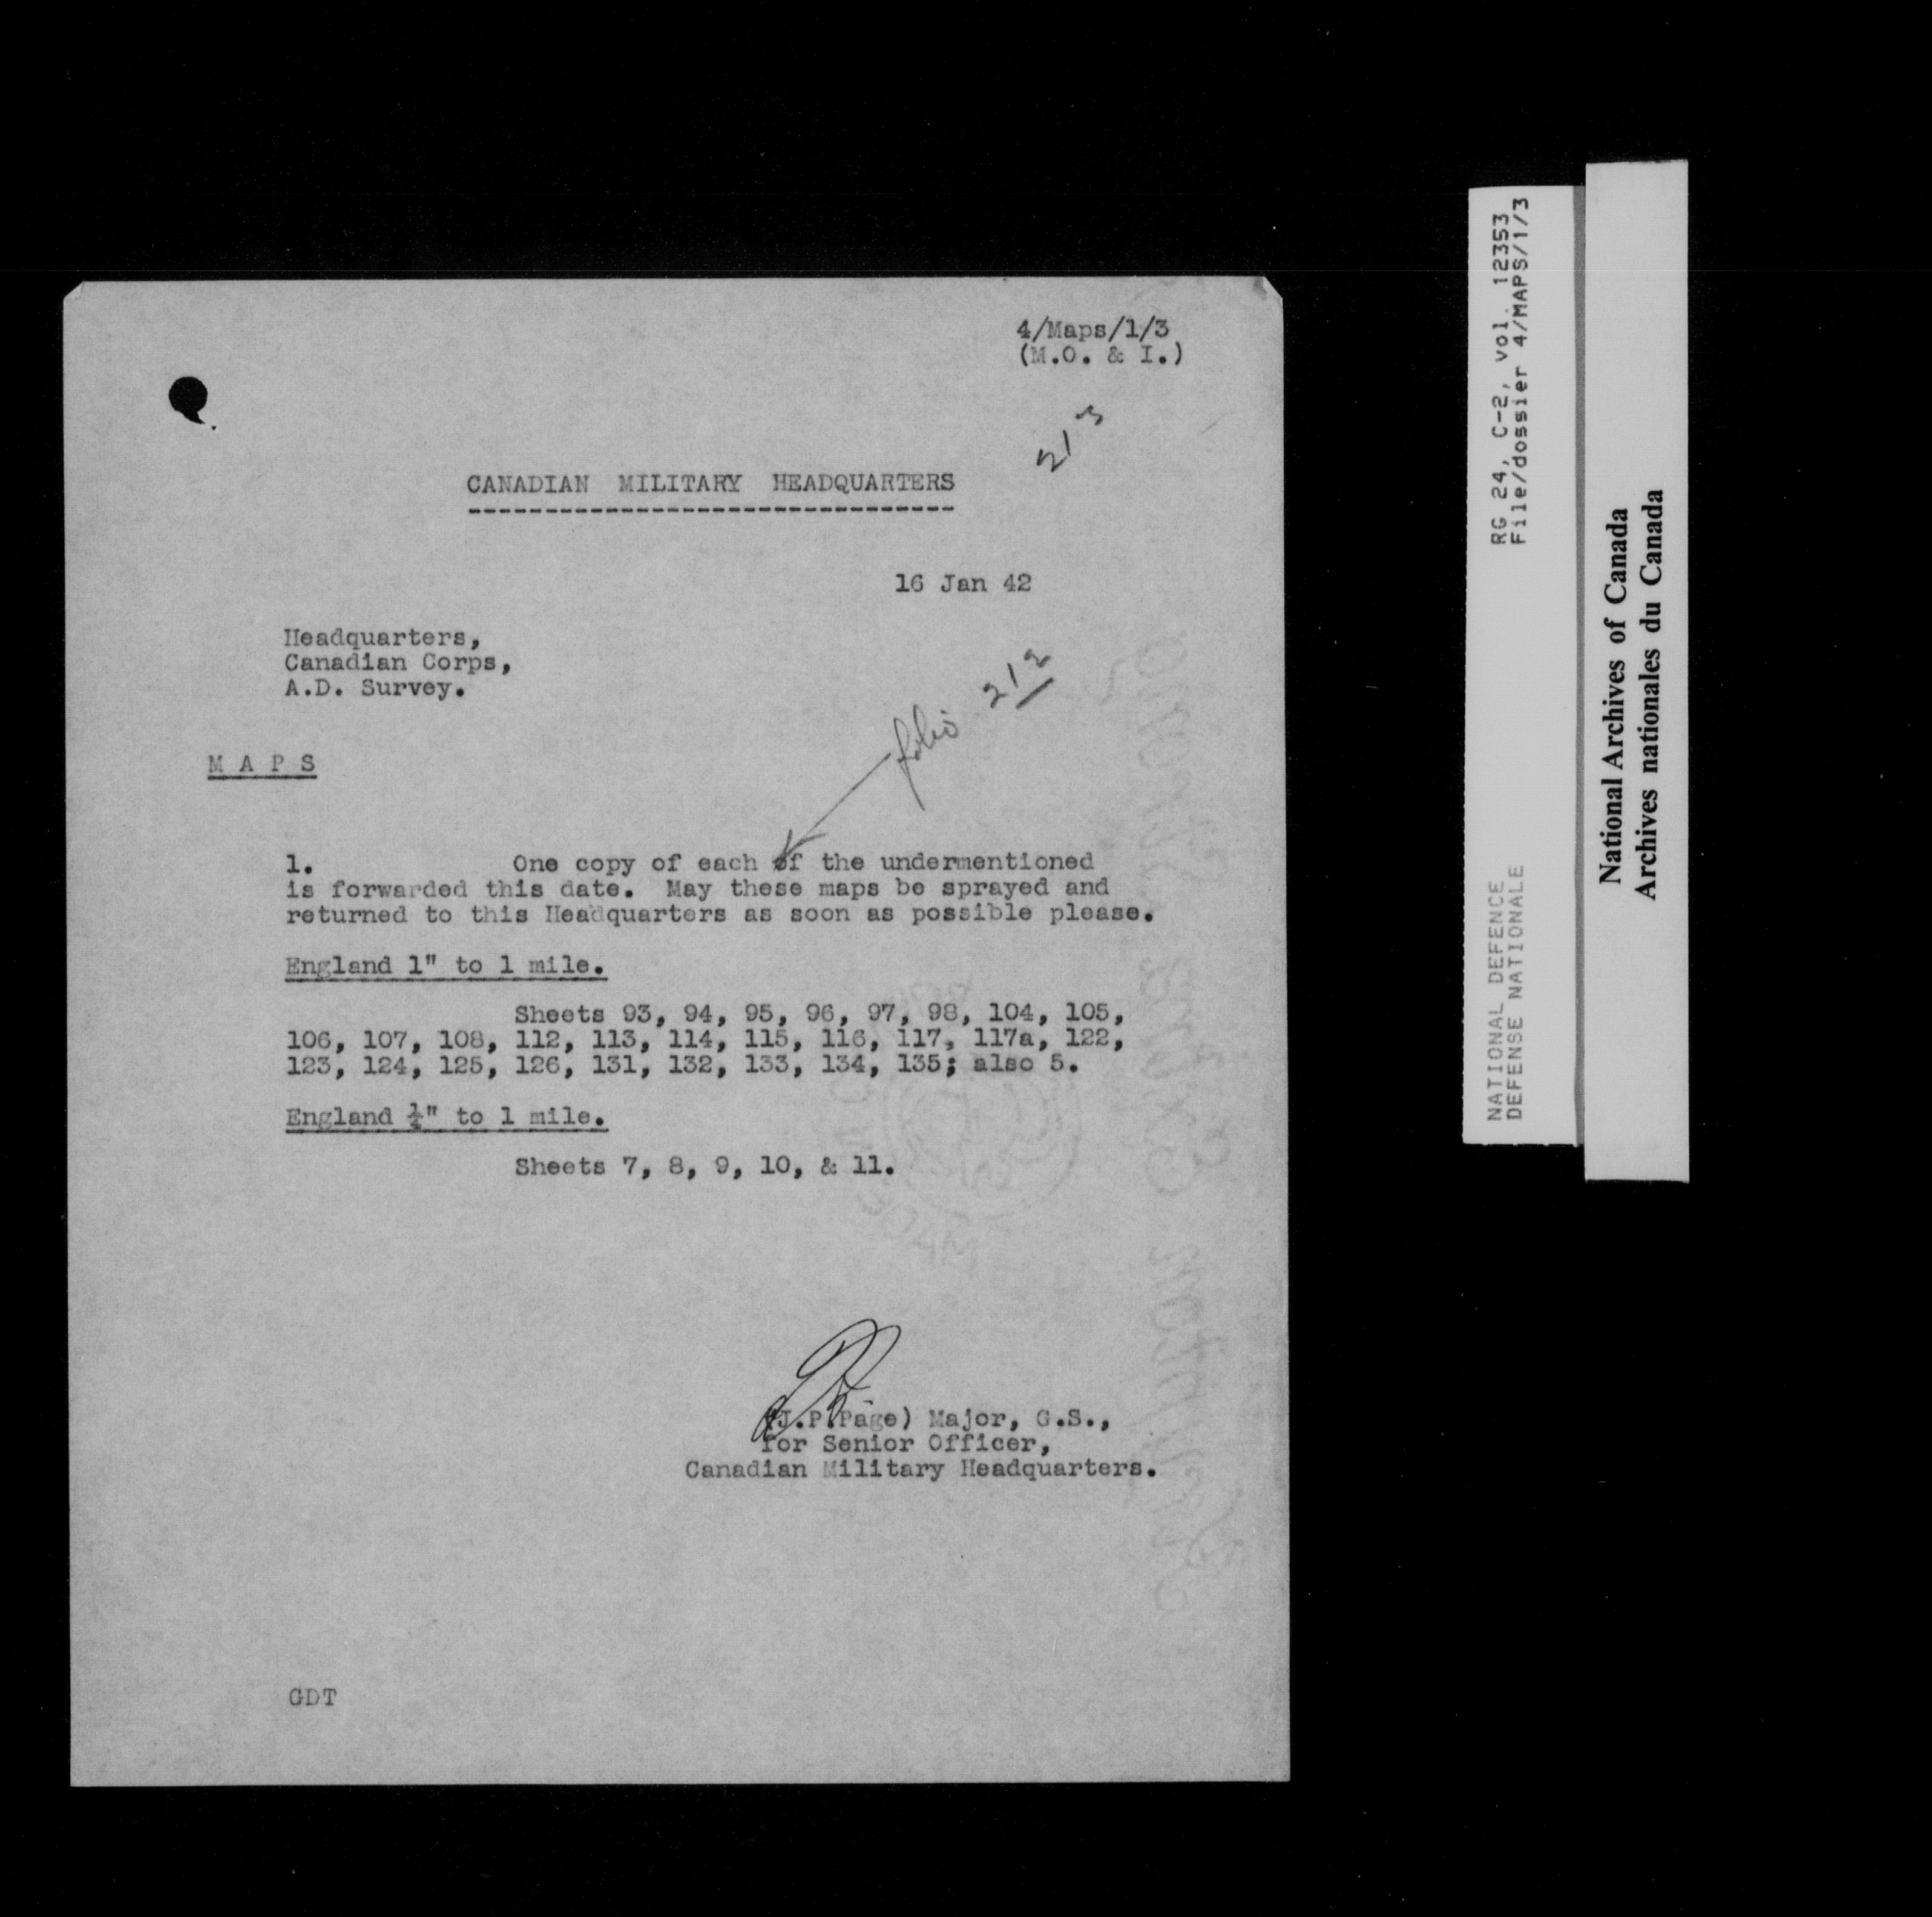 4/Maps/1/3
(M.O. & I.)
213
CANADIAN MILITARY HEADQUARTERS
16 Jan 42
Headquarters,
Canadian Corps,
A.D. Survey.
folio 212
M A P S
1. One copy of each of the undermentioned
is forwarded this date. May these maps be sprayed and
returned to this Headquarters as soon as possible please.
England 1" to 1 mile.
Sheets 93, 94, 95, 96, 97, 98, 104, 105,
106, 107, 108, 112, 113, 114, 115, 116, 117, 117a, 122,
123, 124, 125, 126, 131, 132, 133, 134, 135; also 5.
England ¼" to 1 mile.
Sheets 7, 8, 9, 10, & 11.
(J.P.Page) Major, G.S.,
for Senior Officer,
Canadian Military Headquarters.
GDT
RG 24, C-2, vol. 12353
File/dossier 4/MAPS/1/3
NATIONAL DEFENCE
DEFENSE NATIONALE
National Archives of Canada
Archives nationales du Canada